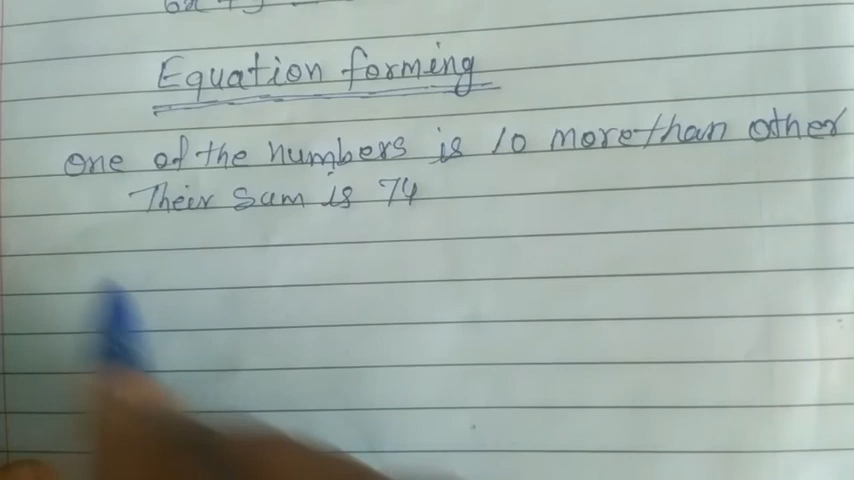 Equation forming
One of the numbers is 10 more than other
Their sum is 74